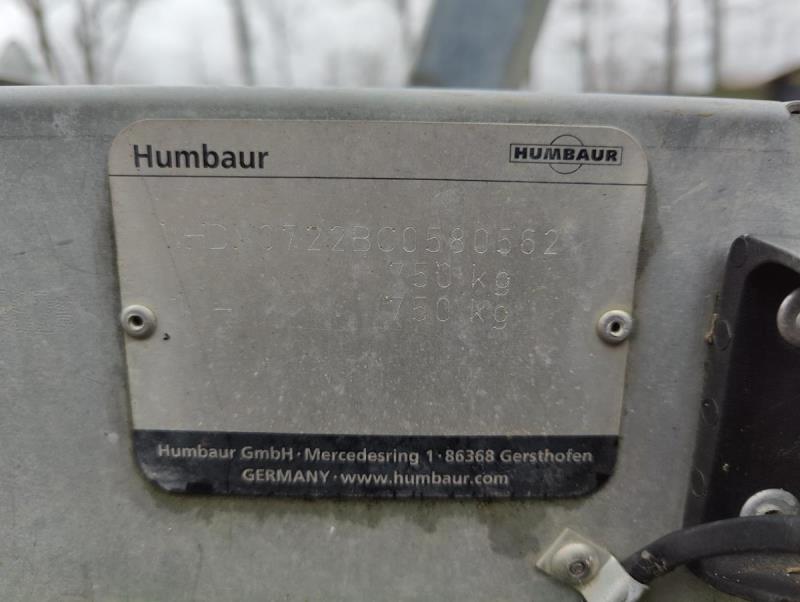 Humbaur
HUMBAUR
750 kg
- 750 kg
Humbaur GmbH · Mercedesring 1 · 86368 Gersthofen
GERMANY · www.humbaur.com